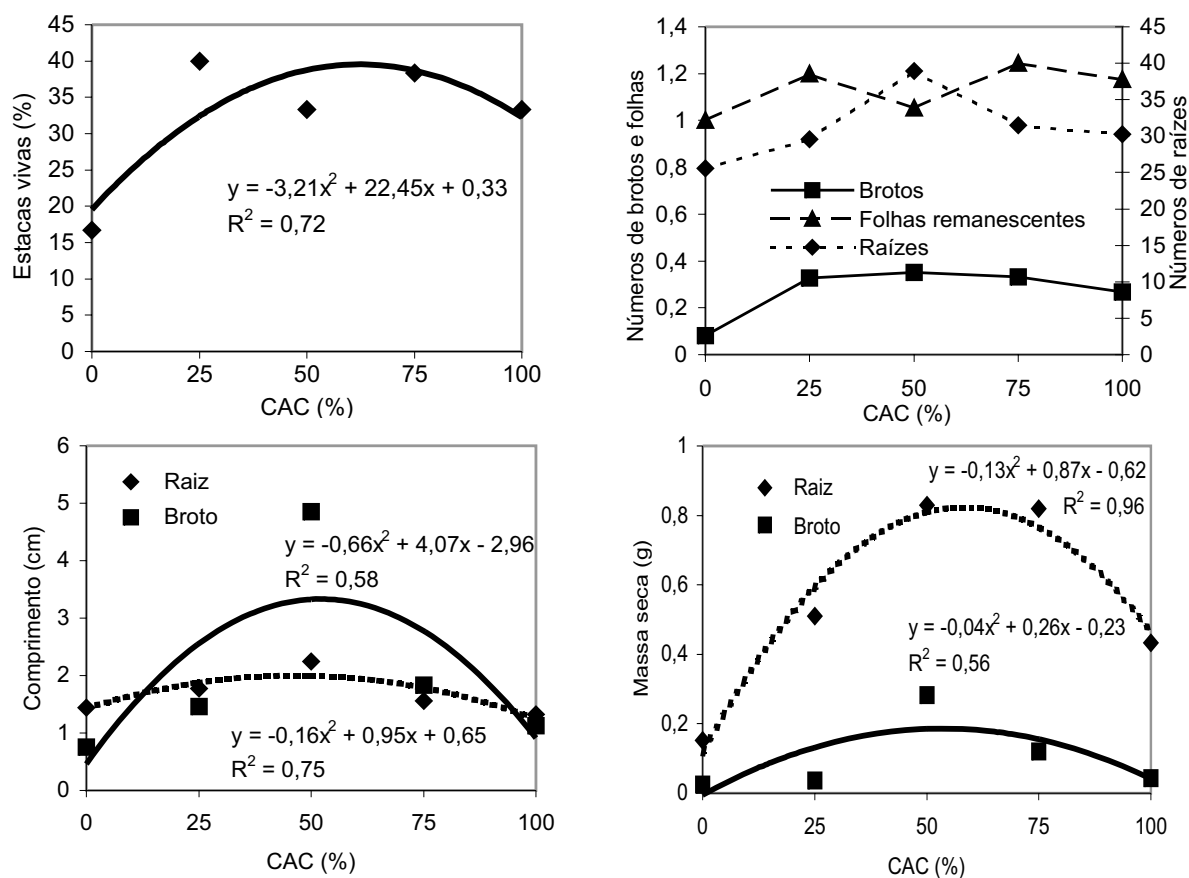 45
40
35
30
25
20
15
10
5
0
Estacas vivas (%)
y = -3,21x² + 22,45x + 0,33
R² = 0,72
0 25 50 75 100
CAC (%)
1,4
1,2
1
0,8
0,6
0,4
0,2
0
Números de brotos e folhas
Brotos
Folhas remanescentes
Raízes
45
40
35
30
25
20
15
10
5
0
Números de raízes
0 25 50 75 100
CAC (%)
6
5
4
3
2
1
0
Comprimento (cm)
Raiz
Broto
y = -0,66x² + 4,07x - 2,96
R² = 0,58
y = -0,16x² + 0,95x + 0,65
R² = 0,75
0 25 50 75 100
CAC (%)
1
0,8
0,6
0,4
0,2
0
Massa seca (g)
Raiz
Broto
y = -0,13x² + 0,87x - 0,62
R² = 0,96
y = -0,04x² + 0,26x - 0,23
R² = 0,56
0 25 50 75 100
CAC (%)